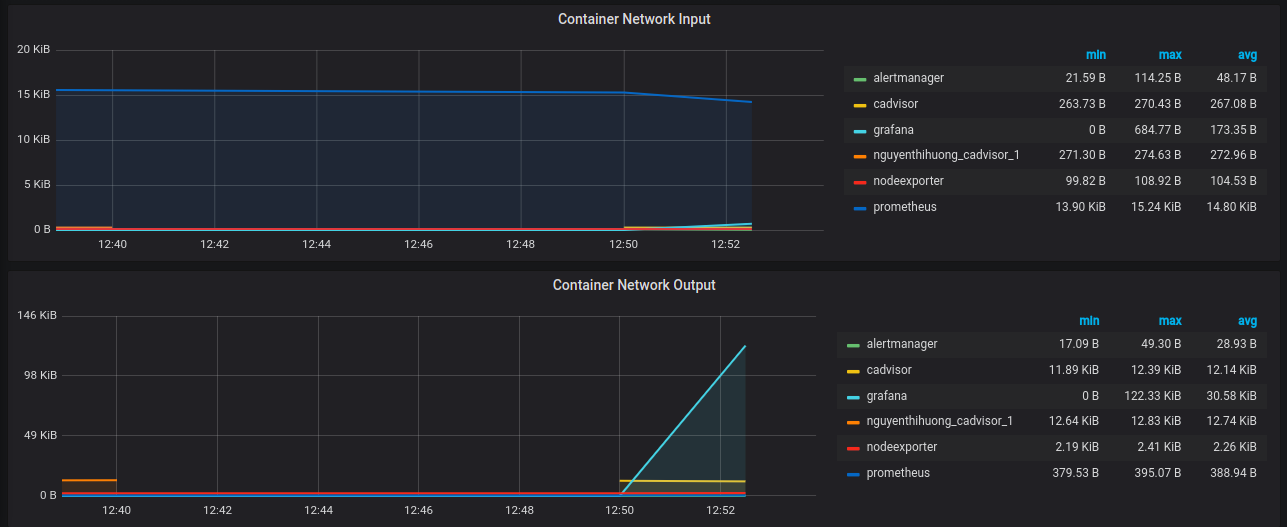 Container Network Input
20 KiB
15 KiB
10 KiB
5 KiB
0 B
12:40 12:42 12:44 12:46 12:48 12:50 12:52
min max avg
alertmanager 21.59 B 114.25 B 48.17 B
cadvisor 263.73 B 270.43 B 267.08 B
grafana 0 B 684.77 B 173.35 B
nguyenthihuong_cadvisor_1 271.30 B 274.63 B 272.96 B
nodeexporter 99.82 B 108.92 B 104.53 B
prometheus 13.90 KiB 15.24 KiB 14.80 KiB
Container Network Output
146 KiB
98 KiB
49 KiB
0 B
12:40 12:42 12:44 12:46 12:48 12:50 12:52
min max avg
alertmanager 17.09 B 49.30 B 28.93 B
cadvisor 11.89 KiB 12.39 KiB 12.14 KiB
grafana 0 B 122.33 KiB 30.58 KiB
nguyenthihuong_cadvisor_1 12.64 KiB 12.83 KiB 12.74 KiB
nodeexporter 2.19 KiB 2.41 KiB 2.26 KiB
prometheus 379.53 B 395.07 B 388.94 B